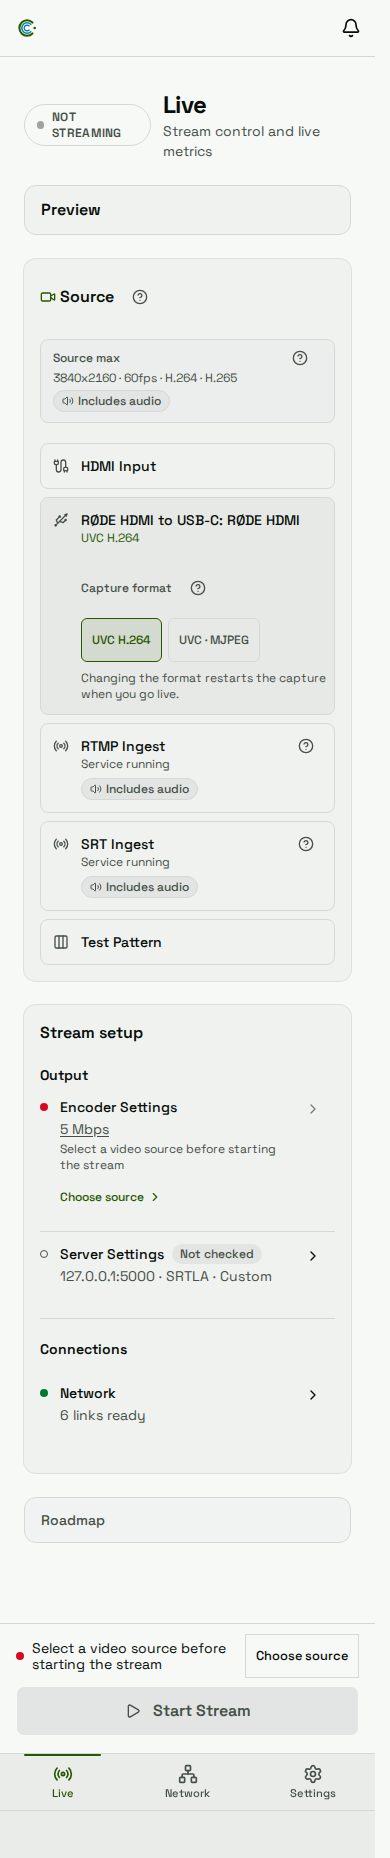 NOT
STREAMING
Live
Stream control and live
metrics
Preview
Source
Source max
3840x2160 · 60fps · H.264 · H.265
Includes audio
HDMI Input
RØDE HDMI to USB-C: RØDE HDMI
UVC H.264
Capture format
UVC H.264
UVC · MJPEG
Changing the format restarts the capture
when you go live.
RTMP Ingest
Service running
Includes audio
SRT Ingest
Service running
Includes audio
Test Pattern
Stream setup
Output
Encoder Settings
5 Mbps
Select a video source before starting
the stream
Choose source
Server Settings Not checked
127.0.0.1:5000 · SRTLA · Custom
Connections
Network
6 links ready
Roadmap
Select a video source before
starting the stream
Choose source
Start Stream
Live
Network
Settings